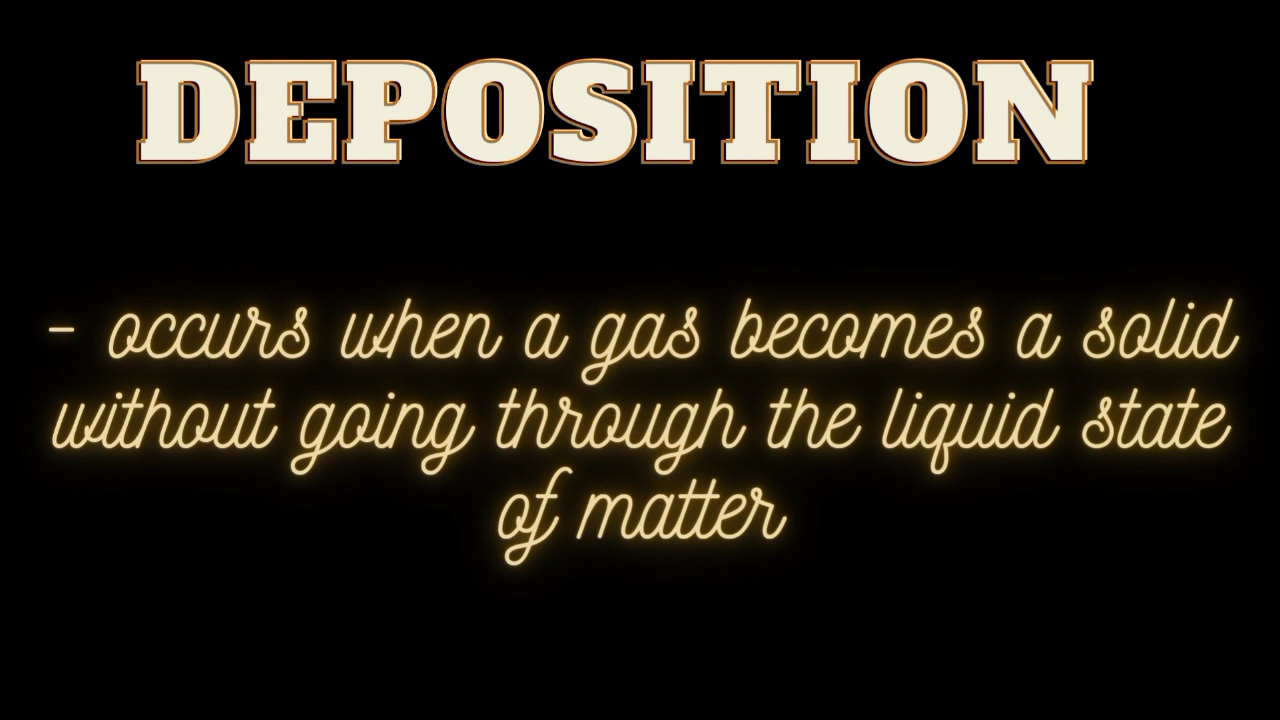 DEPOSITION
- occurs when a gas becomes a solid
without going through the liquid state
of matter